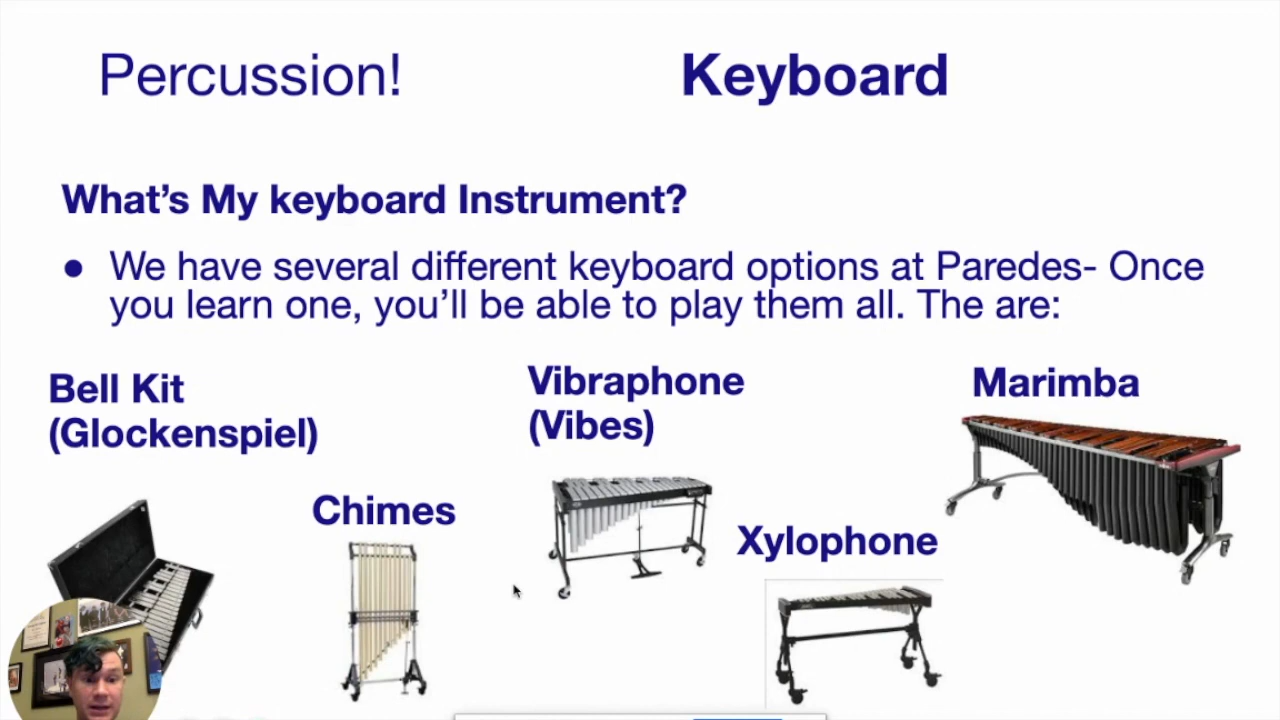 Percussion!
Keyboard
What's My keyboard Instrument?
● We have several different keyboard options at Paredes- Once
you learn one, you'll be able to play them all. The are:
Bell Kit
(Glockenspiel)
Chimes
Vibraphone
(Vibes)
Xylophone
Marimba